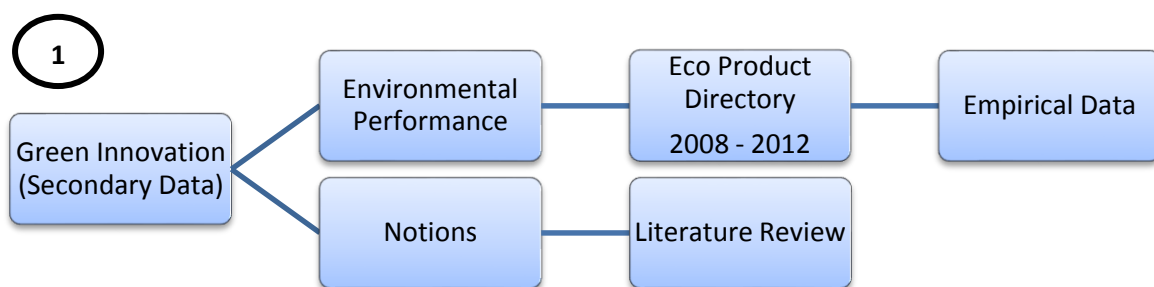 1
Green Innovation
(Secondary Data)
Environmental
Performance
Eco Product
Directory
2008 - 2012
Empirical Data
Notions
Literature Review